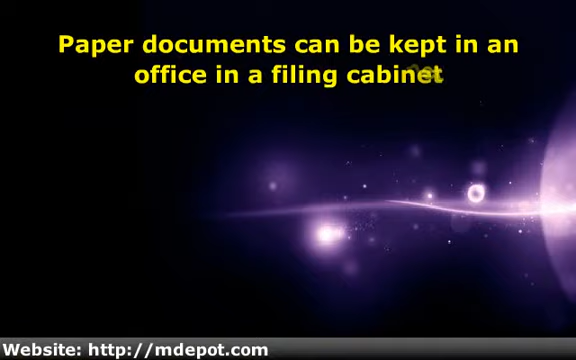 Paper documents can be kept in an
office in a filing cabinet
Website: http://mdepot.com